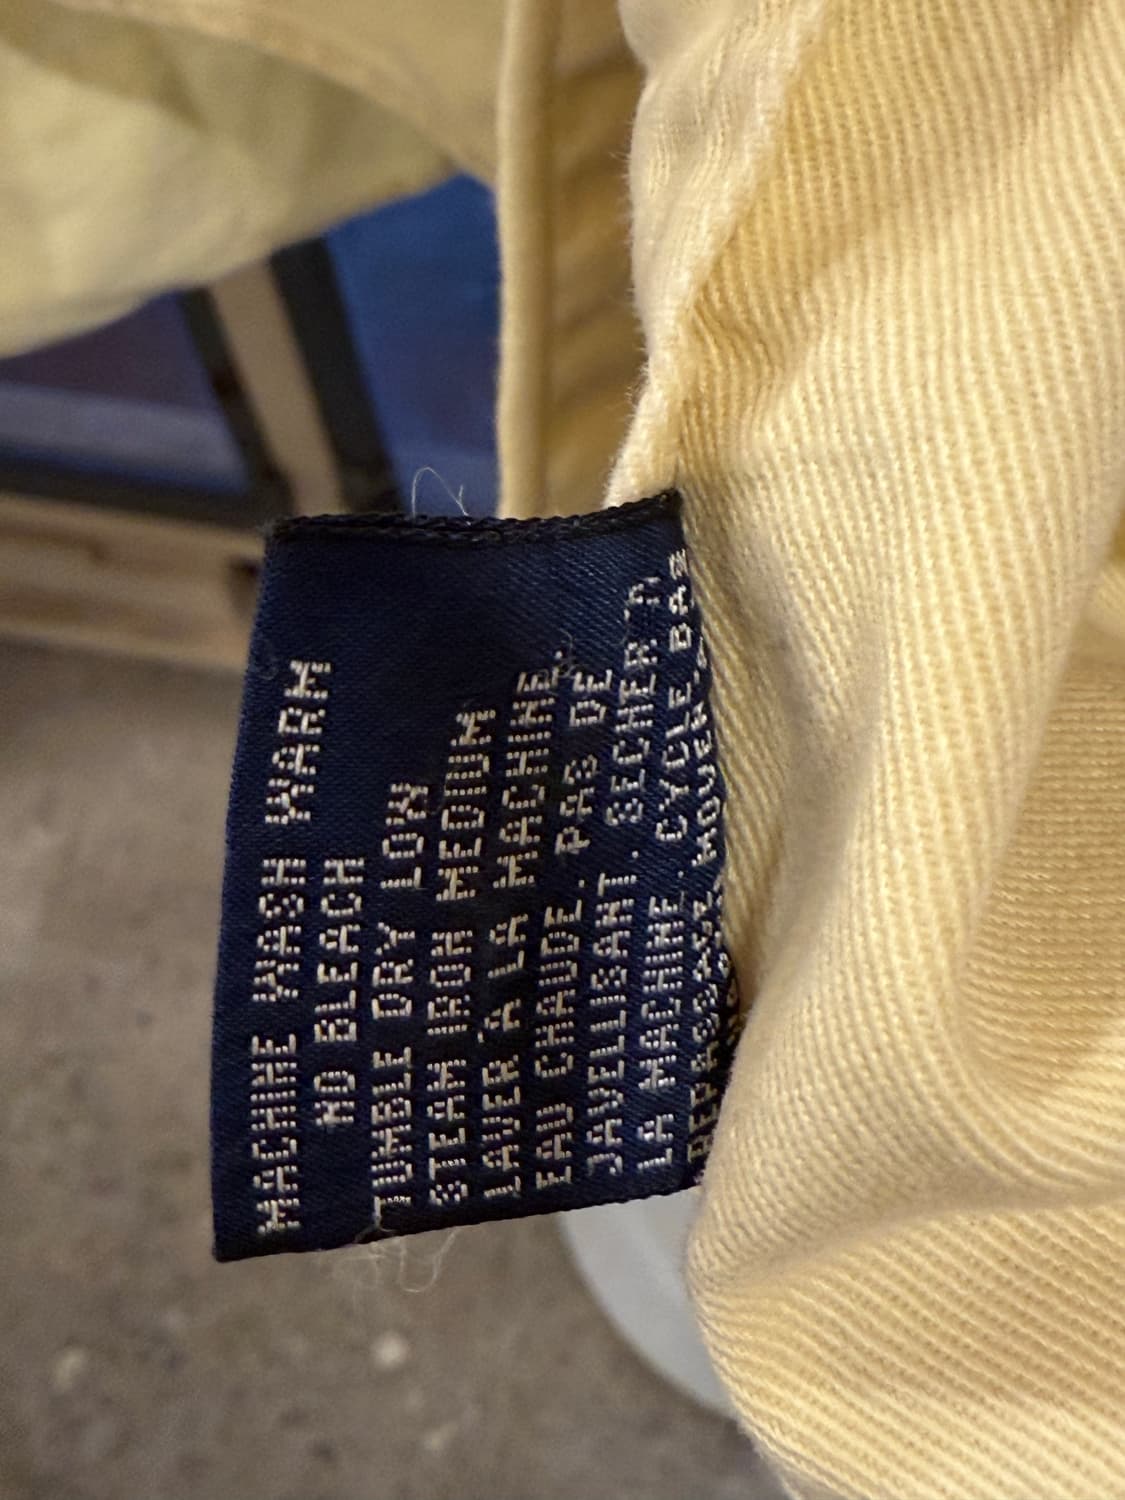 MACHINE WASH WARM
NO BLEACH
TUMBLE DRY LOW
STEAM IRON MEDIUM
LAVER À LA MACHINE.
EAU CHAUDE. PAS DE
JAVELLISANT. SECHER À
LA MACHINE. CYCLE BAS